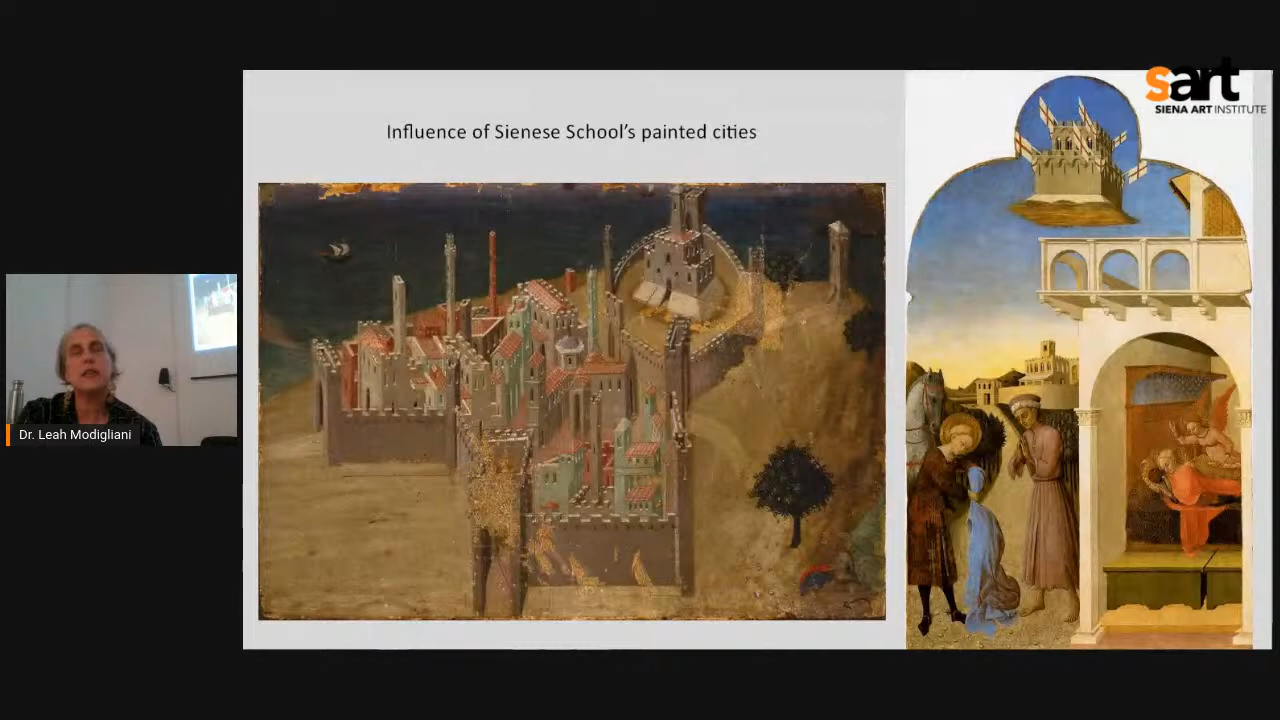 Influence of Sienese School's painted cities
sart
SIENA ART INSTITUTE
Dr. Leah Modigliani